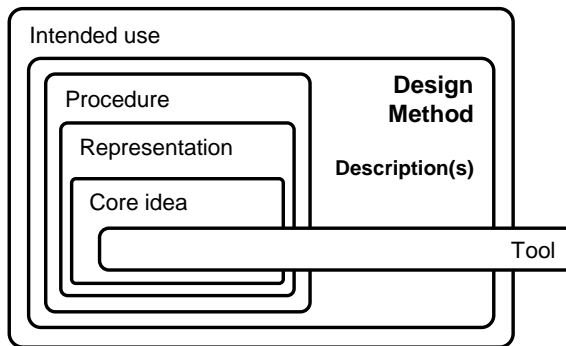 Intended use
Procedure
Design
Method
Representation
Description(s)
Core idea
Tool